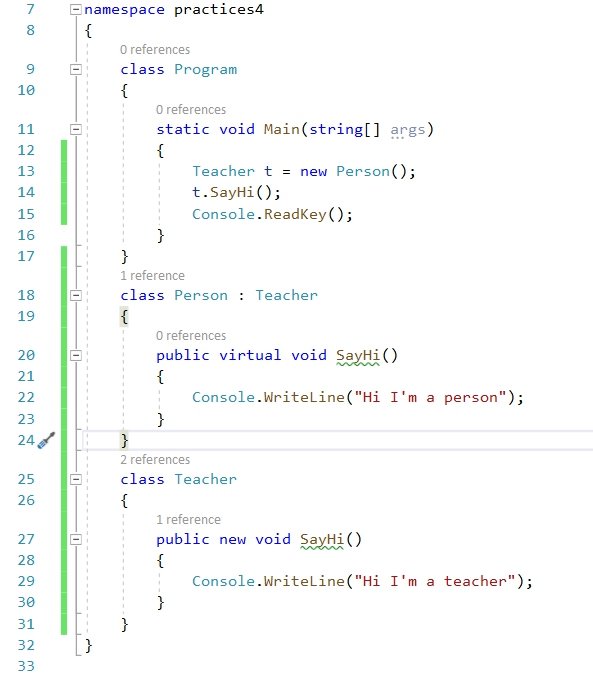 7 namespace practices4
8 {
0 references
9 class Program
10 {
0 references
11 static void Main(string[] args)
12 {
13 Teacher t = new Person();
14 t.SayHi();
15 Console.ReadKey();
16 }
17 }
1 reference
18 class Person : Teacher
19 {
0 references
20 public virtual void SayHi()
21 {
22 Console.WriteLine("Hi I'm a person");
23 }
24 }
2 references
25 class Teacher
26 {
1 reference
27 public new void SayHi()
28 {
29 Console.WriteLine("Hi I'm a teacher");
30 }
31 }
32 }
33